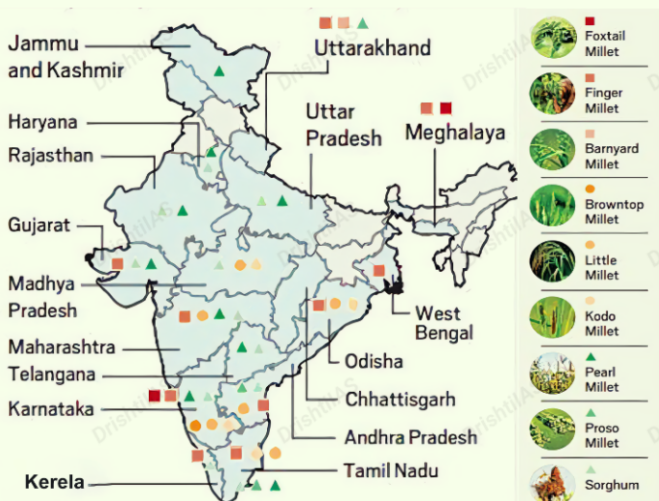 Jammu
and Kashmir
Uttarakhand
Haryana
Uttar
Pradesh
Meghalaya
Rajasthan
Gujarat
Madhya
Pradesh
West
Bengal
Maharashtra
Odisha
Telangana
Chhattisgarh
Karnataka
Andhra Pradesh
Tamil Nadu
Kerela
Foxtail
Millet
Finger
Millet
Barnyard
Millet
Browntop
Millet
Little
Millet
Kodo
Millet
Pearl
Millet
Proso
Millet
Sorghum
DrishtiIAS